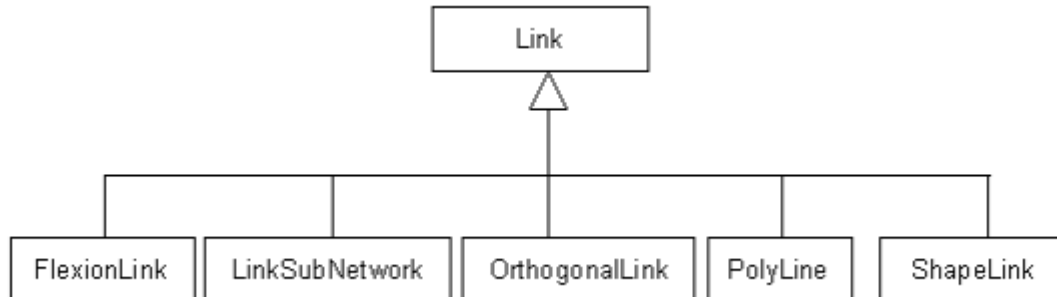 Link
FlexionLink
LinkSubNetwork
OrthogonalLink
PolyLine
ShapeLink